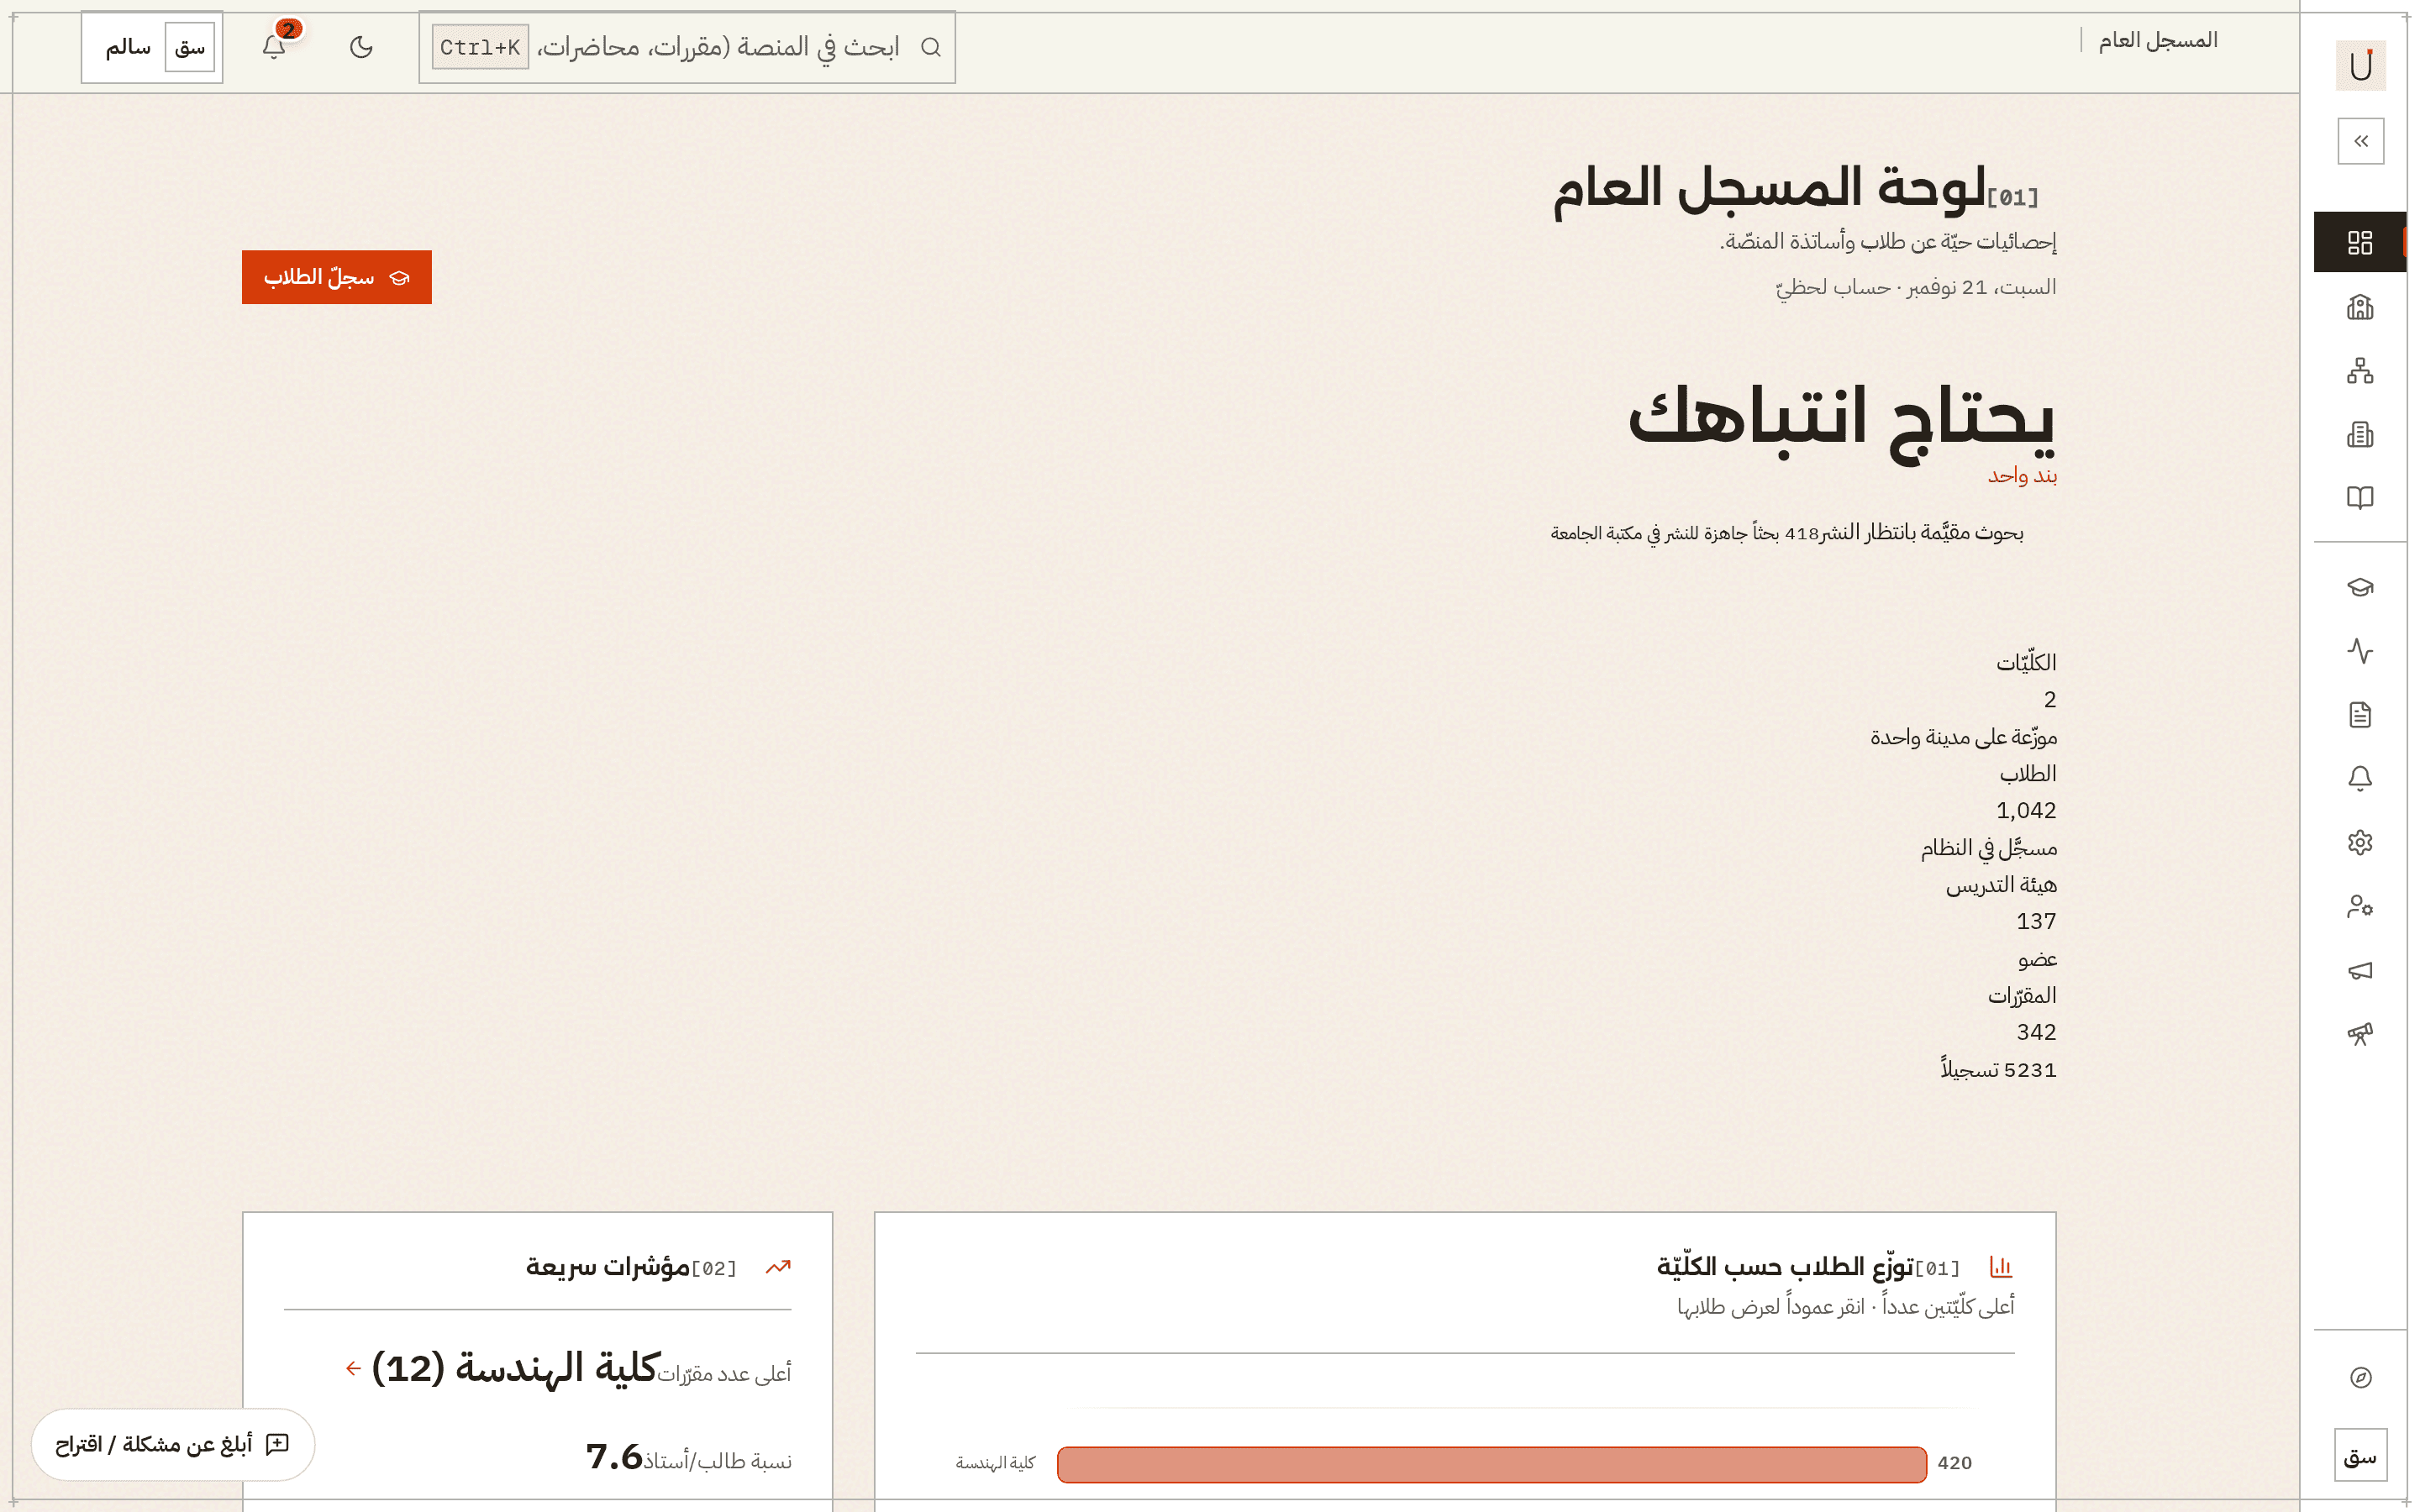 المسجل العام
ابحث في المنصة (مقررات، محاضرات،
Ctrl+K
2
سق
سالم
[01] لوحة المسجل العام
إحصائيات حيّة عن طلاب وأساتذة المنصّة.
السبت، 21 نوفمبر · حساب لحظيّ
سجلّ الطلاب
يحتاج انتباهك
بند واحد
بحوث مقيَّمة بانتظار النشر 418 بحثاً جاهزة للنشر في مكتبة الجامعة
الكلّيّات
2
موزّعة على مدينة واحدة
الطلاب
1,042
مسجَّل في النظام
هيئة التدريس
137
عضو
المقرّرات
342
5231 تسجيلاً
[01] توزّع الطلاب حسب الكلّيّة
أعلى كلّيّتين عدداً · انقر عموداً لعرض طلابها
420
كلية الهندسة
[02] مؤشرات سريعة
أعلى عدد مقرّرات كلية الهندسة (12) ←
نسبة طالب/أستاذ 7.6
أبلغ عن مشكلة / اقتراح
سق